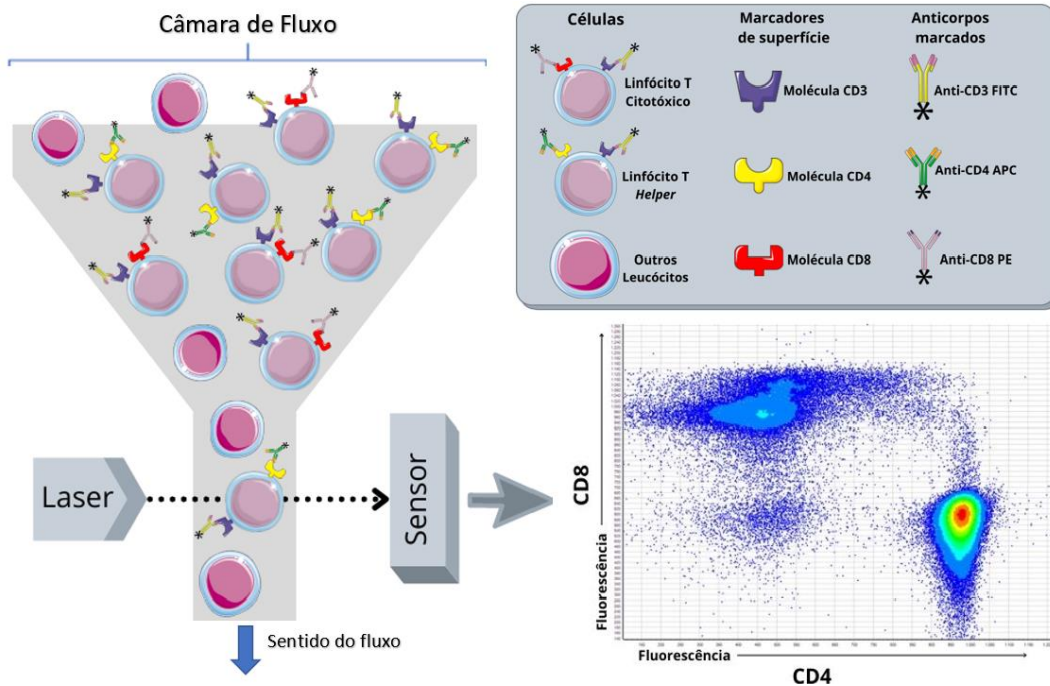 Câmara de Fluxo
Laser
Sensor
Sentido do fluxo
Células
Marcadores
de superfície
Anticorpos
marcados
Linfócito T
Citotóxico
Molécula CD3
Anti-CD3 FITC
Linfócito T
Helper
Molécula CD4
Anti-CD4 APC
Outros
Leucócitos
Molécula CD8
Anti-CD8 PE
CD8
Fluorescência
Fluorescência
CD4